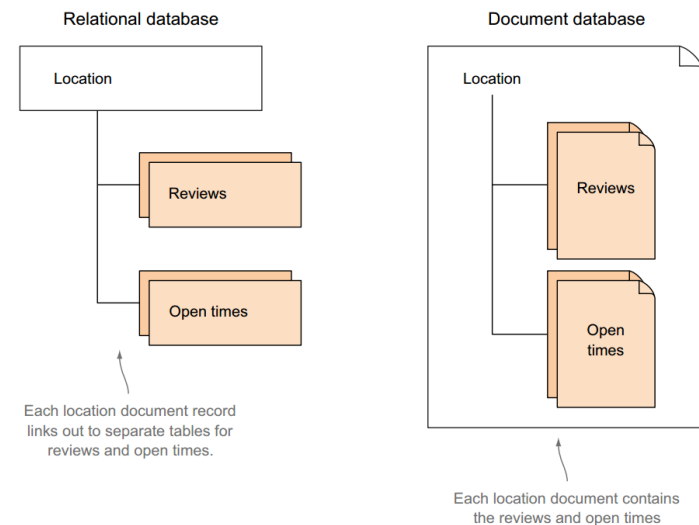 Relational database
Location
Reviews
Open times
Each location document record
links out to separate tables for
reviews and open times.
Document database
Location
Reviews
Open
times
Each location document contains
the reviews and open times